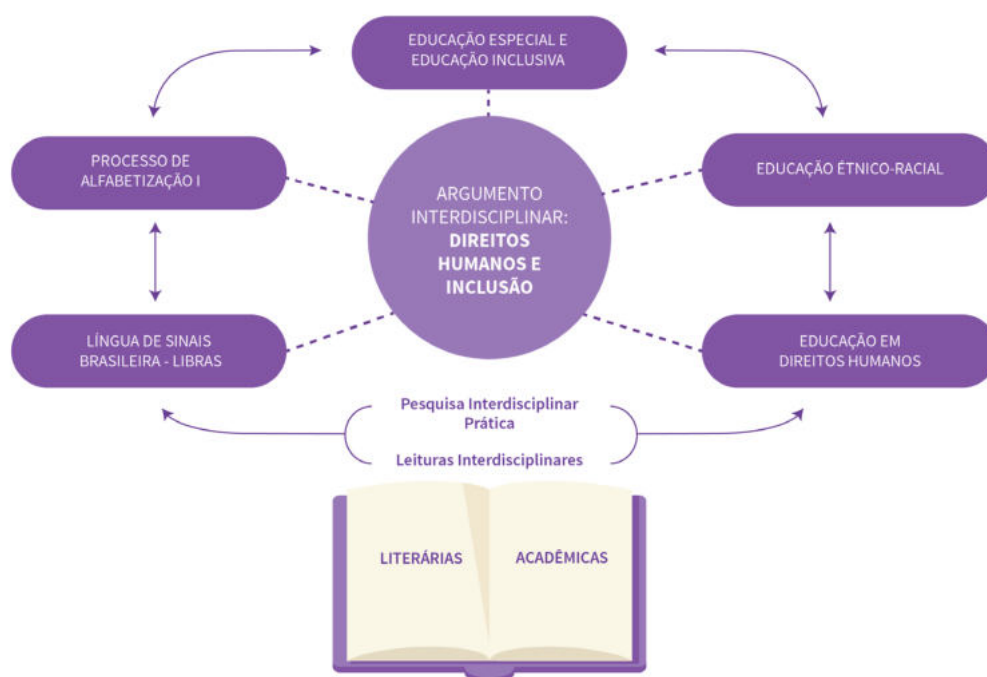 EDUCAÇÃO ESPECIAL E
EDUCAÇÃO INCLUSIVA
PROCESSO DE
ALFABETIZAÇÃO I
EDUCAÇÃO ÉTNICO-RACIAL
ARGUMENTO
INTERDISCIPLINAR:
DIREITOS
HUMANOS E
INCLUSÃO
LÍNGUA DE SINAIS
BRASILEIRA - LIBRAS
EDUCAÇÃO EM
DIREITOS HUMANOS
Pesquisa Interdisciplinar
Prática
Leituras Interdisciplinares
LITERÁRIAS
ACADÊMICAS